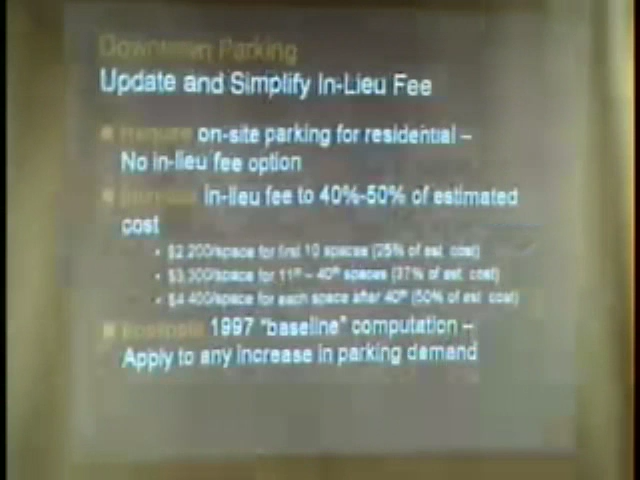 Downtown Parking
Update and Simplify In-Lieu Fee
Require on-site parking for residential –
No in-lieu fee option
Increase in-lieu fee to 40%-50% of estimated
cost
• $2,200/space for first 10 spaces (25% of est. cost)
• $3,300/space for 11th – 40th spaces (37% of est. cost)
• $4,400/space for each space after 40th (50% of est. cost)
1997 "baseline" computation –
Apply to any increase in parking demand